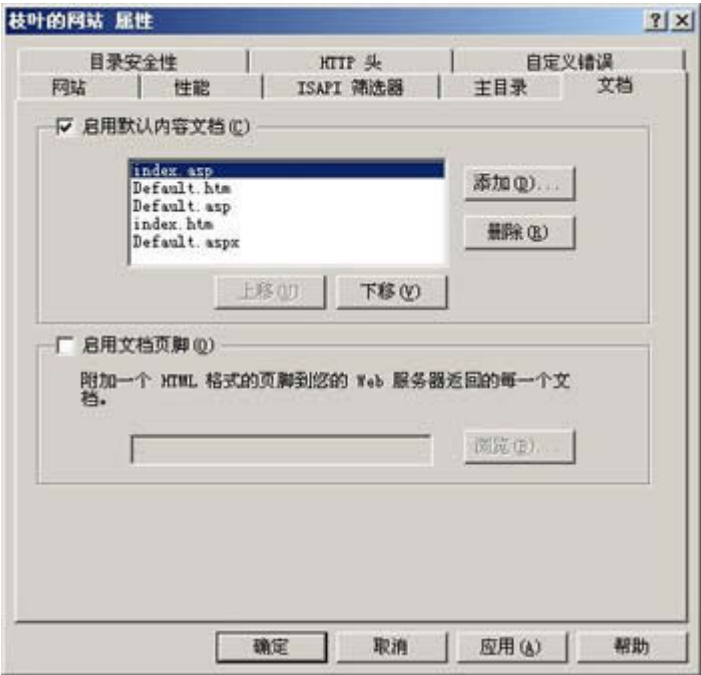 枝叶的网站 属性
目录安全性 HTTP 头 自定义错误
网站 性能 ISAPI 筛选器 主目录 文档
启用默认内容文档(C)
index.asp
Default.htm
Default.asp
index.htm
Default.aspx
添加(D)...
删除(R)
上移(U) 下移(V)
启用文档页脚(O)
附加一个 HTML 格式的页脚到您的 Web 服务器返回的每一个文
档。
浏览(B)...
确定 取消 应用(A) 帮助